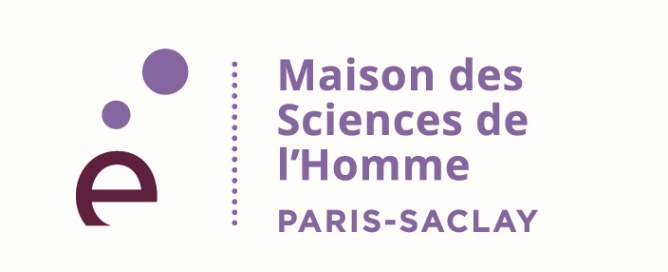 e
Maison des
Sciences de
l'Homme
PARIS-SACLAY